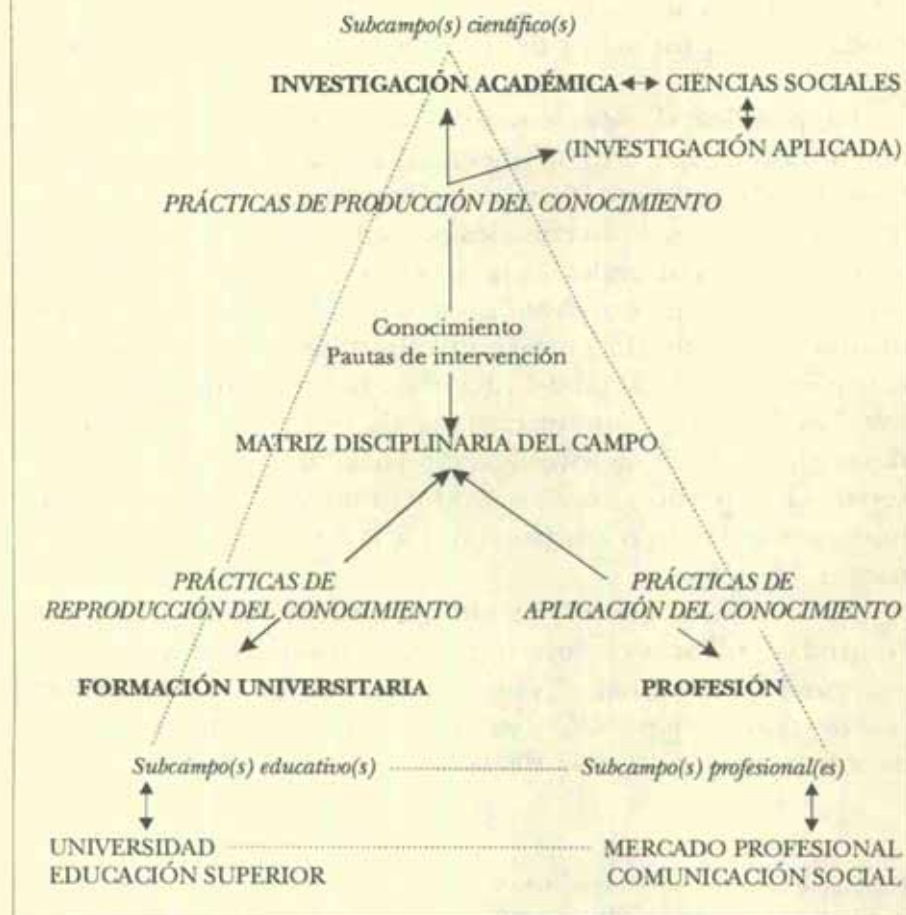 Subcampo(s) científico(s)
INVESTIGACIÓN ACADÉMICA CIENCIAS SOCIALES
(INVESTIGACIÓN APLICADA)
PRÁCTICAS DE PRODUCCIÓN DEL CONOCIMIENTO
Conocimiento
Pautas de intervención
MATRIZ DISCIPLINARIA DEL CAMPO
PRÁCTICAS DE
REPRODUCCIÓN DEL CONOCIMIENTO
PRÁCTICAS DE
APLICACIÓN DEL CONOCIMIENTO
FORMACIÓN UNIVERSITARIA
PROFESIÓN
Subcampo(s) educativo(s)
Subcampo(s) profesional(es)
UNIVERSIDAD
EDUCACIÓN SUPERIOR
MERCADO PROFESIONAL
COMUNICACIÓN SOCIAL